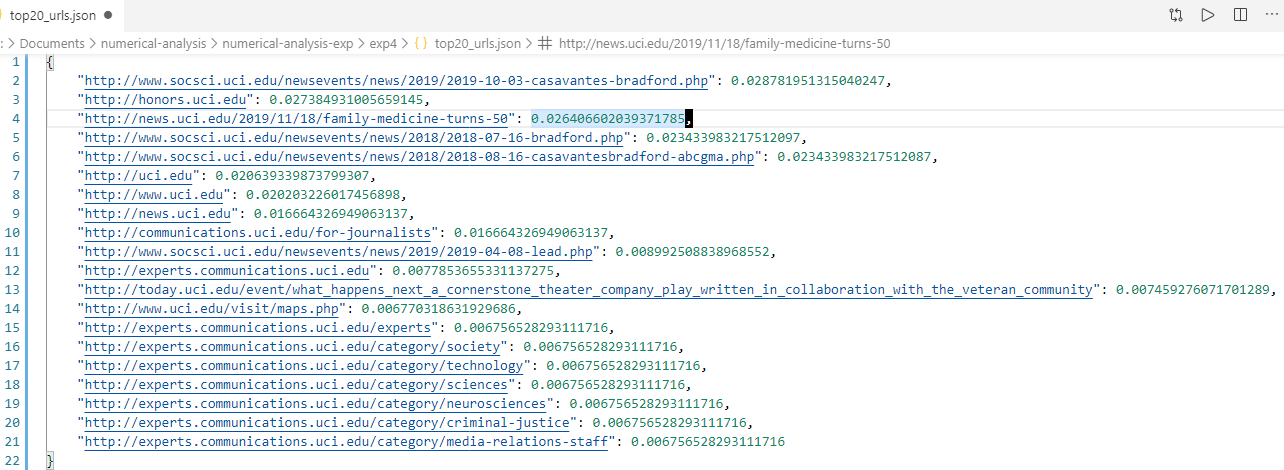 top20_urls.json ●
: > Documents > numerical-analysis > numerical-analysis-exp > exp4 > {} top20_urls.json > # http://news.uci.edu/2019/11/18/family-medicine-turns-50
1 {
2 "http://www.socsci.uci.edu/newsevents/news/2019/2019-10-03-casavantes-bradford.php": 0.028781951315040247,
3 "http://honors.uci.edu": 0.027384931005659145,
4 "http://news.uci.edu/2019/11/18/family-medicine-turns-50": 0.026406602039371785,
5 "http://www.socsci.uci.edu/newsevents/news/2018/2018-07-16-bradford.php": 0.023433983217512097,
6 "http://www.socsci.uci.edu/newsevents/news/2018/2018-08-16-casavantesbradford-abcgma.php": 0.023433983217512087,
7 "http://uci.edu": 0.020639339873799307,
8 "http://www.uci.edu": 0.020203226017456898,
9 "http://news.uci.edu": 0.016664326949063137,
10 "http://communications.uci.edu/for-journalists": 0.016664326949063137,
11 "http://www.socsci.uci.edu/newsevents/news/2019/2019-04-08-lead.php": 0.008992508838968552,
12 "http://experts.communications.uci.edu": 0.0077853655331137275,
13 "http://today.uci.edu/event/what_happens_next_a_cornerstone_theater_company_play_written_in_collaboration_with_the_veteran_community": 0.007459276071701289,
14 "http://www.uci.edu/visit/maps.php": 0.006770318631929686,
15 "http://experts.communications.uci.edu/experts": 0.006756528293111716,
16 "http://experts.communications.uci.edu/category/society": 0.006756528293111716,
17 "http://experts.communications.uci.edu/category/technology": 0.006756528293111716,
18 "http://experts.communications.uci.edu/category/sciences": 0.006756528293111716,
19 "http://experts.communications.uci.edu/category/neurosciences": 0.006756528293111716,
20 "http://experts.communications.uci.edu/category/criminal-justice": 0.006756528293111716,
21 "http://experts.communications.uci.edu/category/media-relations-staff": 0.006756528293111716
22 }